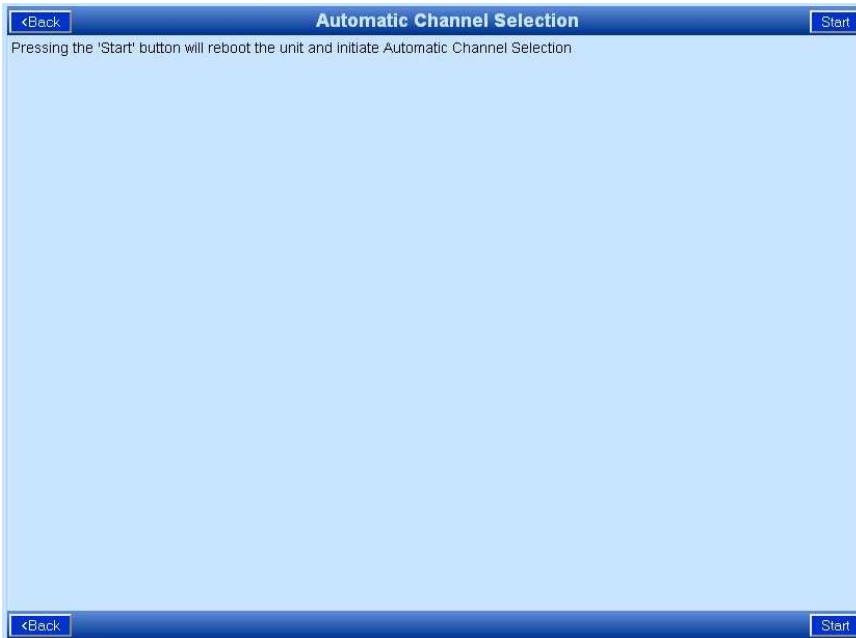 <Back Automatic Channel Selection Start
Pressing the 'Start' button will reboot the unit and initiate Automatic Channel Selection
<Back Start